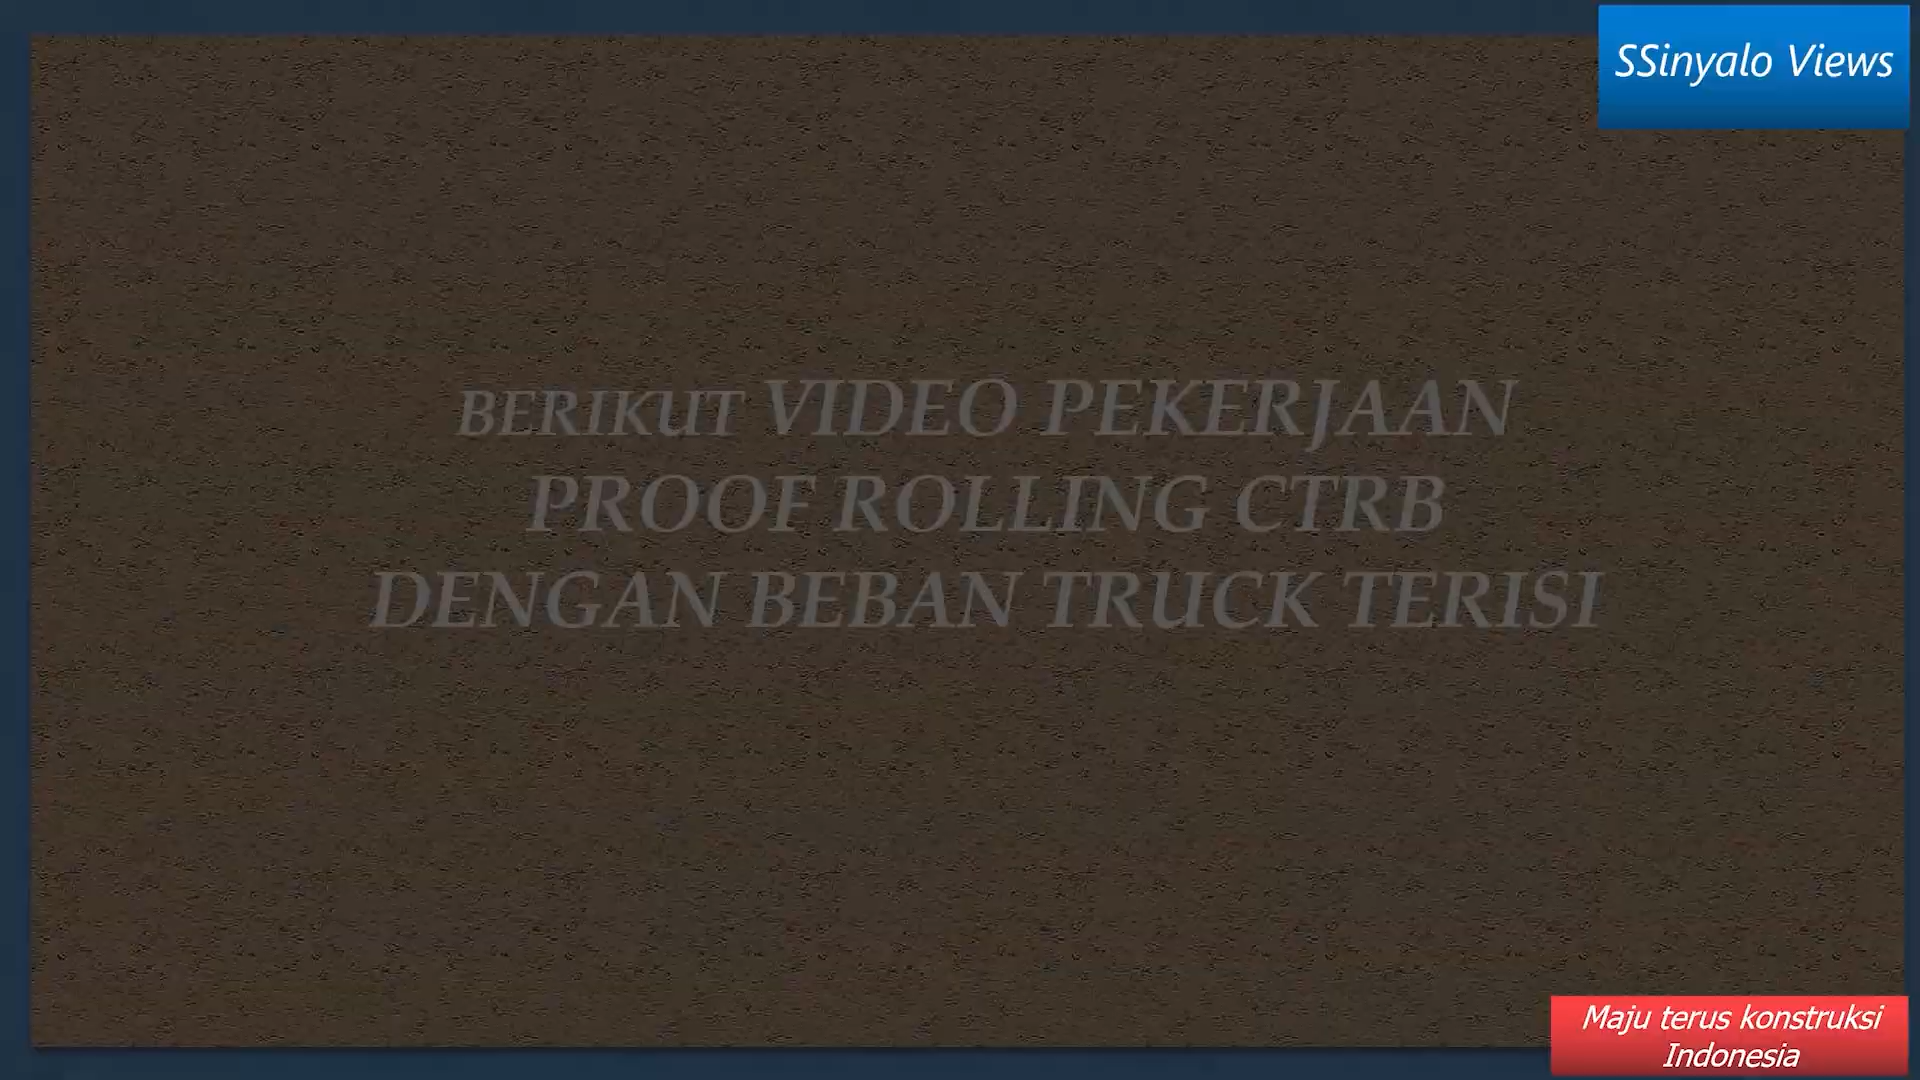 SSinyalo Views
BERIKUT VIDEO PEKERJAAN
PROOF ROLLING CTRB
DENGAN BEBAN TRUCK TERISI
Maju terus konstruksi
Indonesia